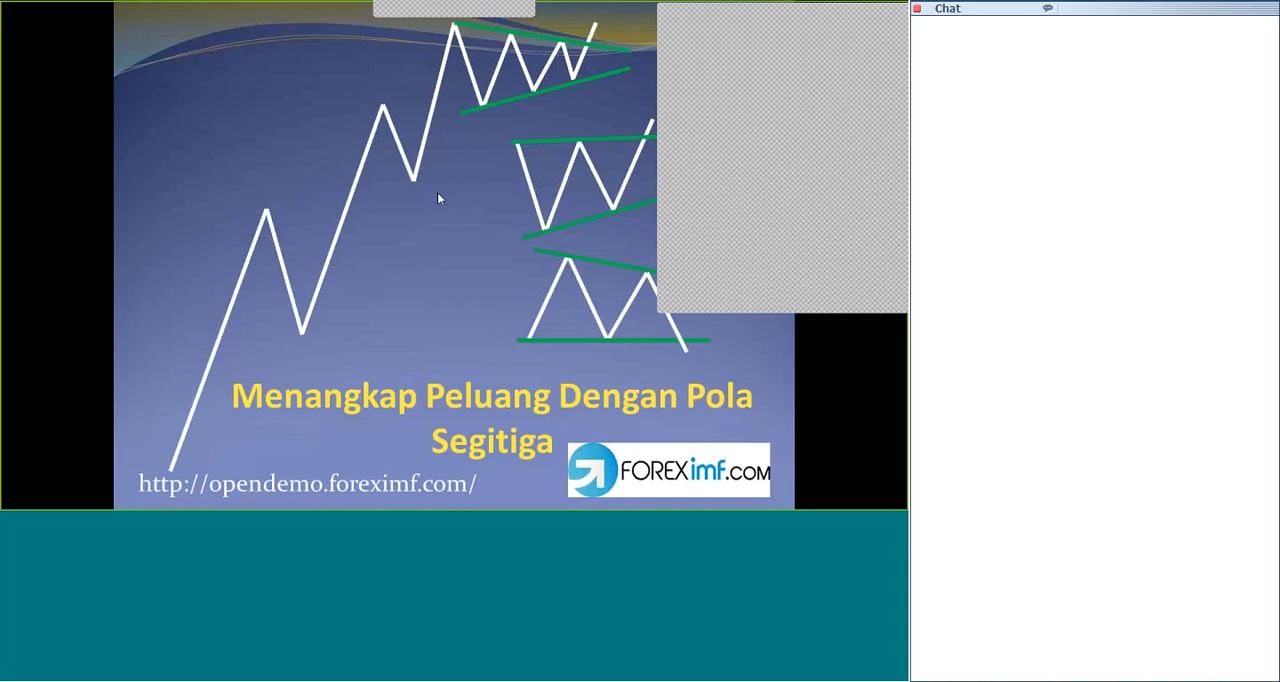 Chat
Menangkap Peluang Dengan Pola
Segitiga
http://opendemo.foreximf.com/
FOREXimf.COM